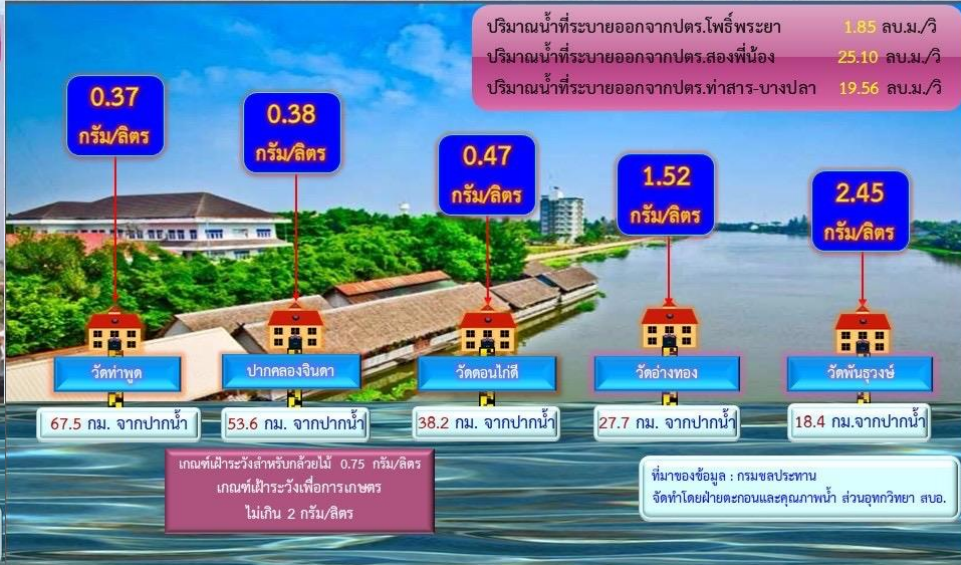 ปริมาณน้ำที่ระบายออกจากปตร.โพธิ์พระยา 1.85 ลบ.ม./วิ
ปริมาณน้ำที่ระบายออกจากปตร.สองพี่น้อง 25.10 ลบ.ม./วิ
ปริมาณน้ำที่ระบายออกจากปตร.ท่าสาร-บางปลา 19.56 ลบ.ม./วิ
0.37
กรัม/ลิตร
0.38
กรัม/ลิตร
0.47
กรัม/ลิตร
1.52
กรัม/ลิตร
2.45
กรัม/ลิตร
วัดท่าพูด
ปากคลองจินดา
วัดดอนไก่ดี
วัดอ่างทอง
วัดพันธุวงษ์
67.5 กม. จากปากน้ำ
53.6 กม. จากปากน้ำ
38.2 กม. จากปากน้ำ
27.7 กม. จากปากน้ำ
18.4 กม.จากปากน้ำ
เกณฑ์เฝ้าระวังสำหรับกล้วยไม้ 0.75 กรัม/ลิตร
เกณฑ์เฝ้าระวังเพื่อการเกษตร
ไม่เกิน 2 กรัม/ลิตร
ที่มาของข้อมูล : กรมชลประทาน
จัดทำโดยฝ่ายตะกอนและคุณภาพน้ำ ส่วนอุทกวิทยา สบอ.